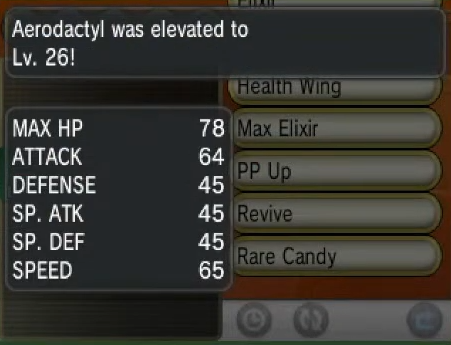 Elixir
Aerodactyl was elevated to
Lv. 26!
Health Wing
MAX HP 78
Max Elixir
ATTACK 64
DEFENSE 45
PP Up
SP. ATK 45
Revive
SP. DEF 45
Rare Candy
SPEED 65